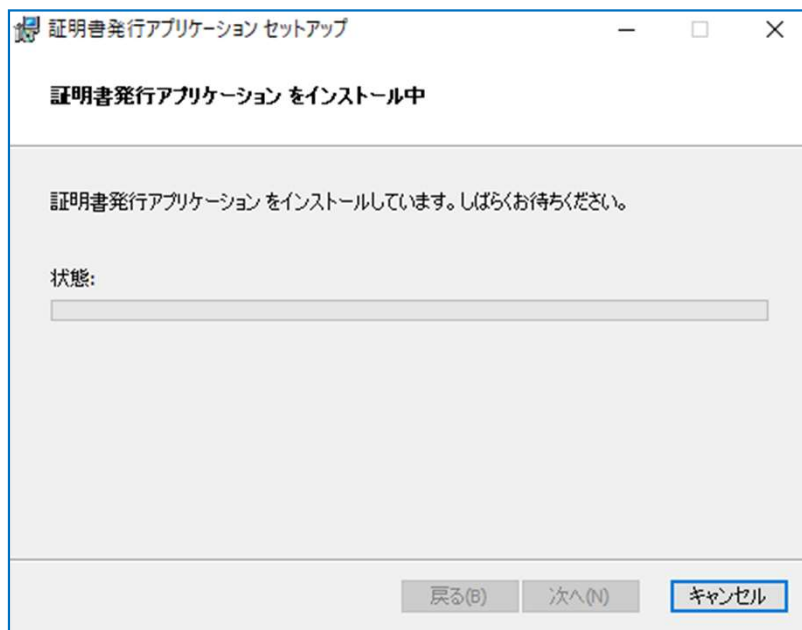 証明書発行アプリケーション セットアップ
証明書発行アプリケーション をインストール中
証明書発行アプリケーション をインストールしています。しばらくお待ちください。
状態:
戻る(B) 次へ(N) キャンセル